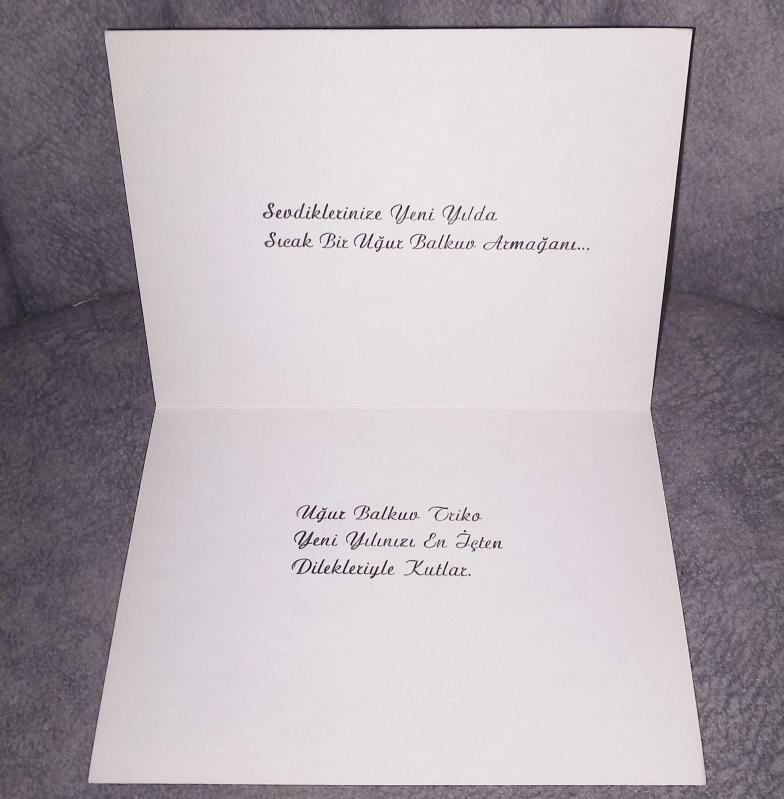 Sevdiklerinize Yeni Yılda
Sıcak Bir Uğur Balkuv Armağanı...
Uğur Balkuv Triko
Yeni Yılınızı En İçten
Dilekleriyle Kutlar.